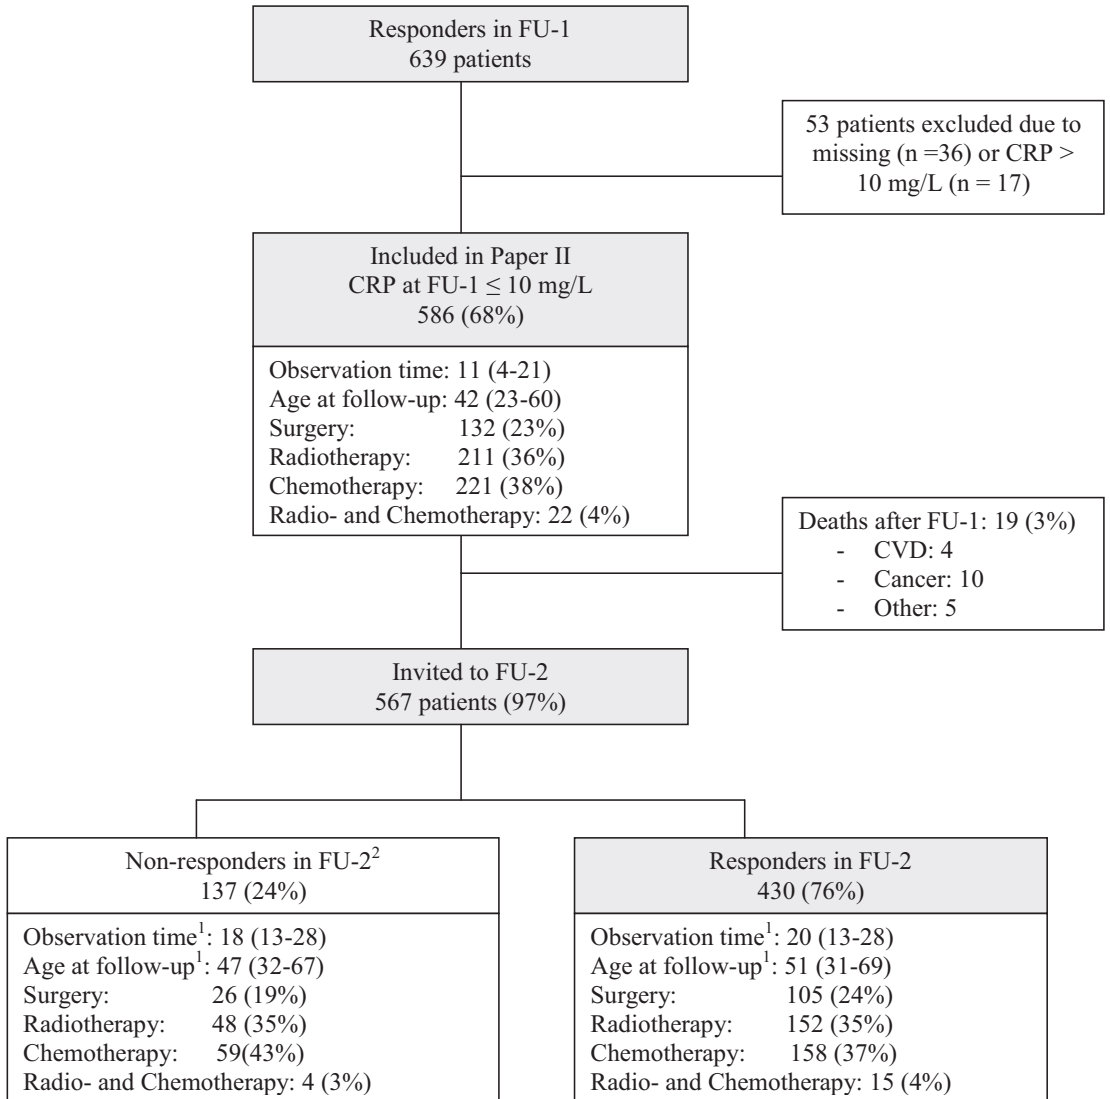 Responders in FU-1
639 patients
53 patients excluded due to
missing (n =36) or CRP >
10 mg/L (n = 17)
Included in Paper II
CRP at FU-1 ≤ 10 mg/L
586 (68%)
Observation time: 11 (4-21)
Age at follow-up: 42 (23-60)
Surgery: 132 (23%)
Radiotherapy: 211 (36%)
Chemotherapy: 221 (38%)
Radio- and Chemotherapy: 22 (4%)
Deaths after FU-1: 19 (3%)
- CVD: 4
- Cancer: 10
- Other: 5
Invited to FU-2
567 patients (97%)
Non-responders in FU-2²
137 (24%)
Observation time¹: 18 (13-28)
Age at follow-up¹: 47 (32-67)
Surgery: 26 (19%)
Radiotherapy: 48 (35%)
Chemotherapy: 59(43%)
Radio- and Chemotherapy: 4 (3%)
Responders in FU-2
430 (76%)
Observation time¹: 20 (13-28)
Age at follow-up¹: 51 (31-69)
Surgery: 105 (24%)
Radiotherapy: 152 (35%)
Chemotherapy: 158 (37%)
Radio- and Chemotherapy: 15 (4%)